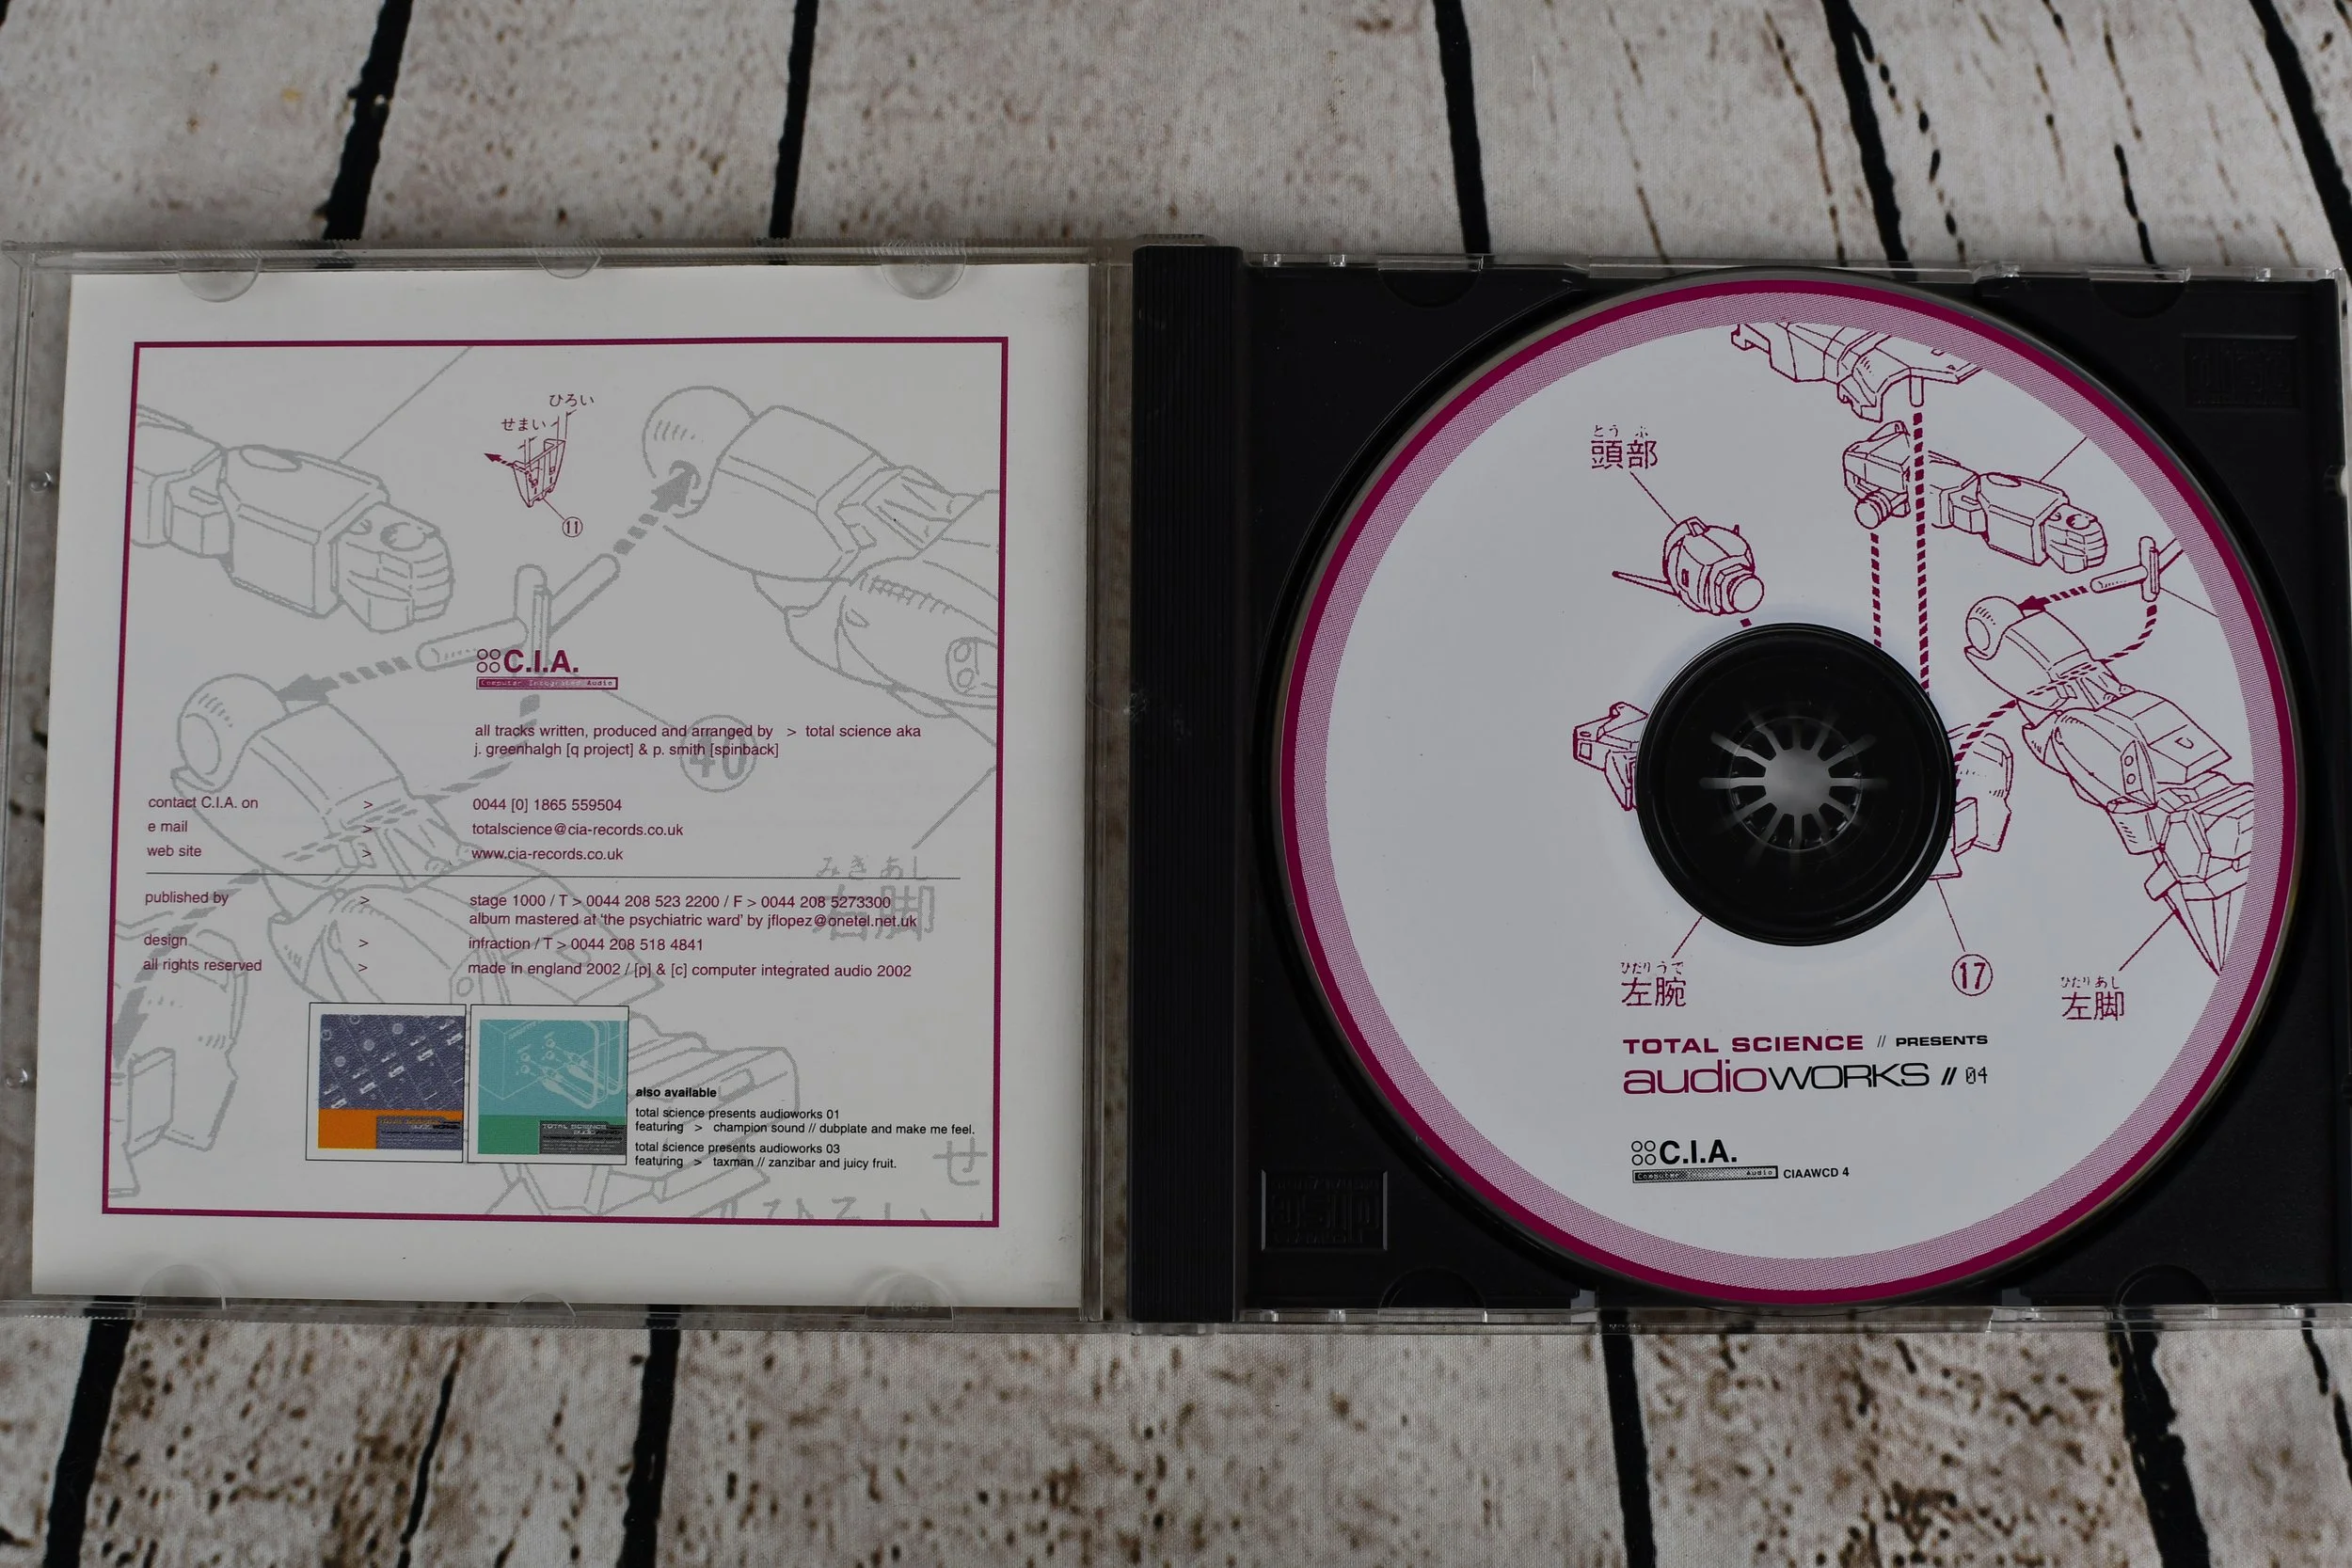 ひろい
せまい
11
C.I.A.
Computer Integrated Audio
all tracks written, produced and arranged by > total science aka
j. greenhalgh [q project] & p. smith [spinback]
40
contact C.I.A. on > 0044 [0] 1865 559504
e mail > totalscience@cia-records.co.uk
web site > www.cia-records.co.uk
みぎあし
右脚
published by > stage 1000 / T > 0044 208 523 2200 / F > 0044 208 5273300
album mastered at 'the psychiatric ward' by jflopez@onetel.net.uk
design > infraction / T > 0044 208 518 4841
all rights reserved > made in england 2002 / [p] & [c] computer integrated audio 2002
also available
total science presents audioworks 01
featuring > champion sound // dubplate and make me feel.
total science presents audioworks 03
featuring > taxman // zanzibar and juicy fruit.
せ
ひろい
とうぶ
頭部
ひだりうで
左腕
17
ひだりあし
左脚
TOTAL SCIENCE // PRESENTS
audioWORKS // 04
C.I.A.
Computer Audio CIAAWCD 4